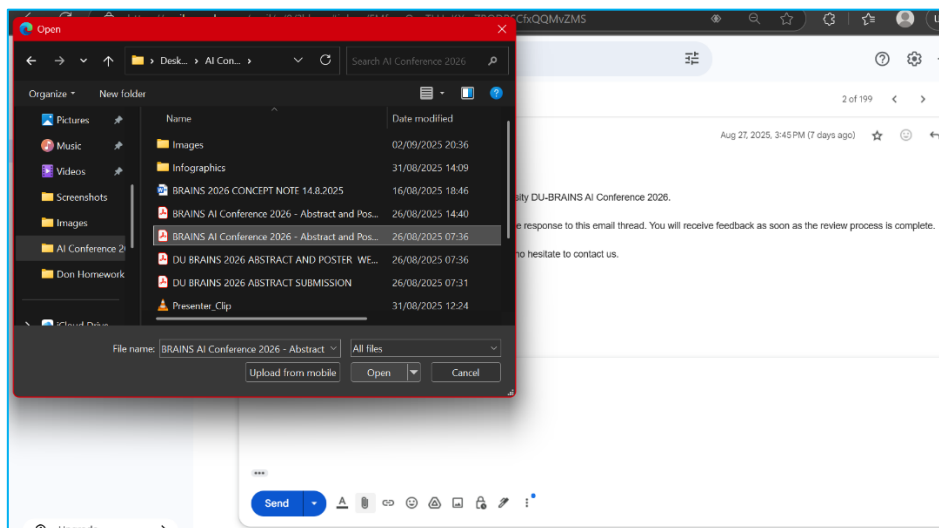 Open
CfxQQMvZMS
Desk... > AI Con... >
Search AI Conference 2026
Organize
New folder
2 of 199
Pictures
Music
Videos
Screenshots
Images
AI Conference 2
Don Homework
iCloud Drive
Name Date modified
Images 02/09/2025 20:36
Infographics 31/08/2025 14:09
BRAINS 2026 CONCEPT NOTE 14.8.2025 16/08/2025 18:46
BRAINS AI Conference 2026 - Abstract and Pos... 26/08/2025 14:40
BRAINS AI Conference 2026 - Abstract and Pos... 26/08/2025 07:36
DU BRAINS 2026 ABSTRACT AND POSTER WE... 26/08/2025 07:36
DU BRAINS 2026 ABSTRACT SUBMISSION 26/08/2025 07:31
Presenter_Clip 31/08/2025 12:24
Aug 27, 2025, 3:45 PM (7 days ago)
sity DU-BRAINS AI Conference 2026.
e response to this email thread. You will receive feedback as soon as the review process is complete.
no hesitate to contact us.
File name: BRAINS AI Conference 2026 - Abstract
All files
Upload from mobile
Open
Cancel
Send
Upgrade